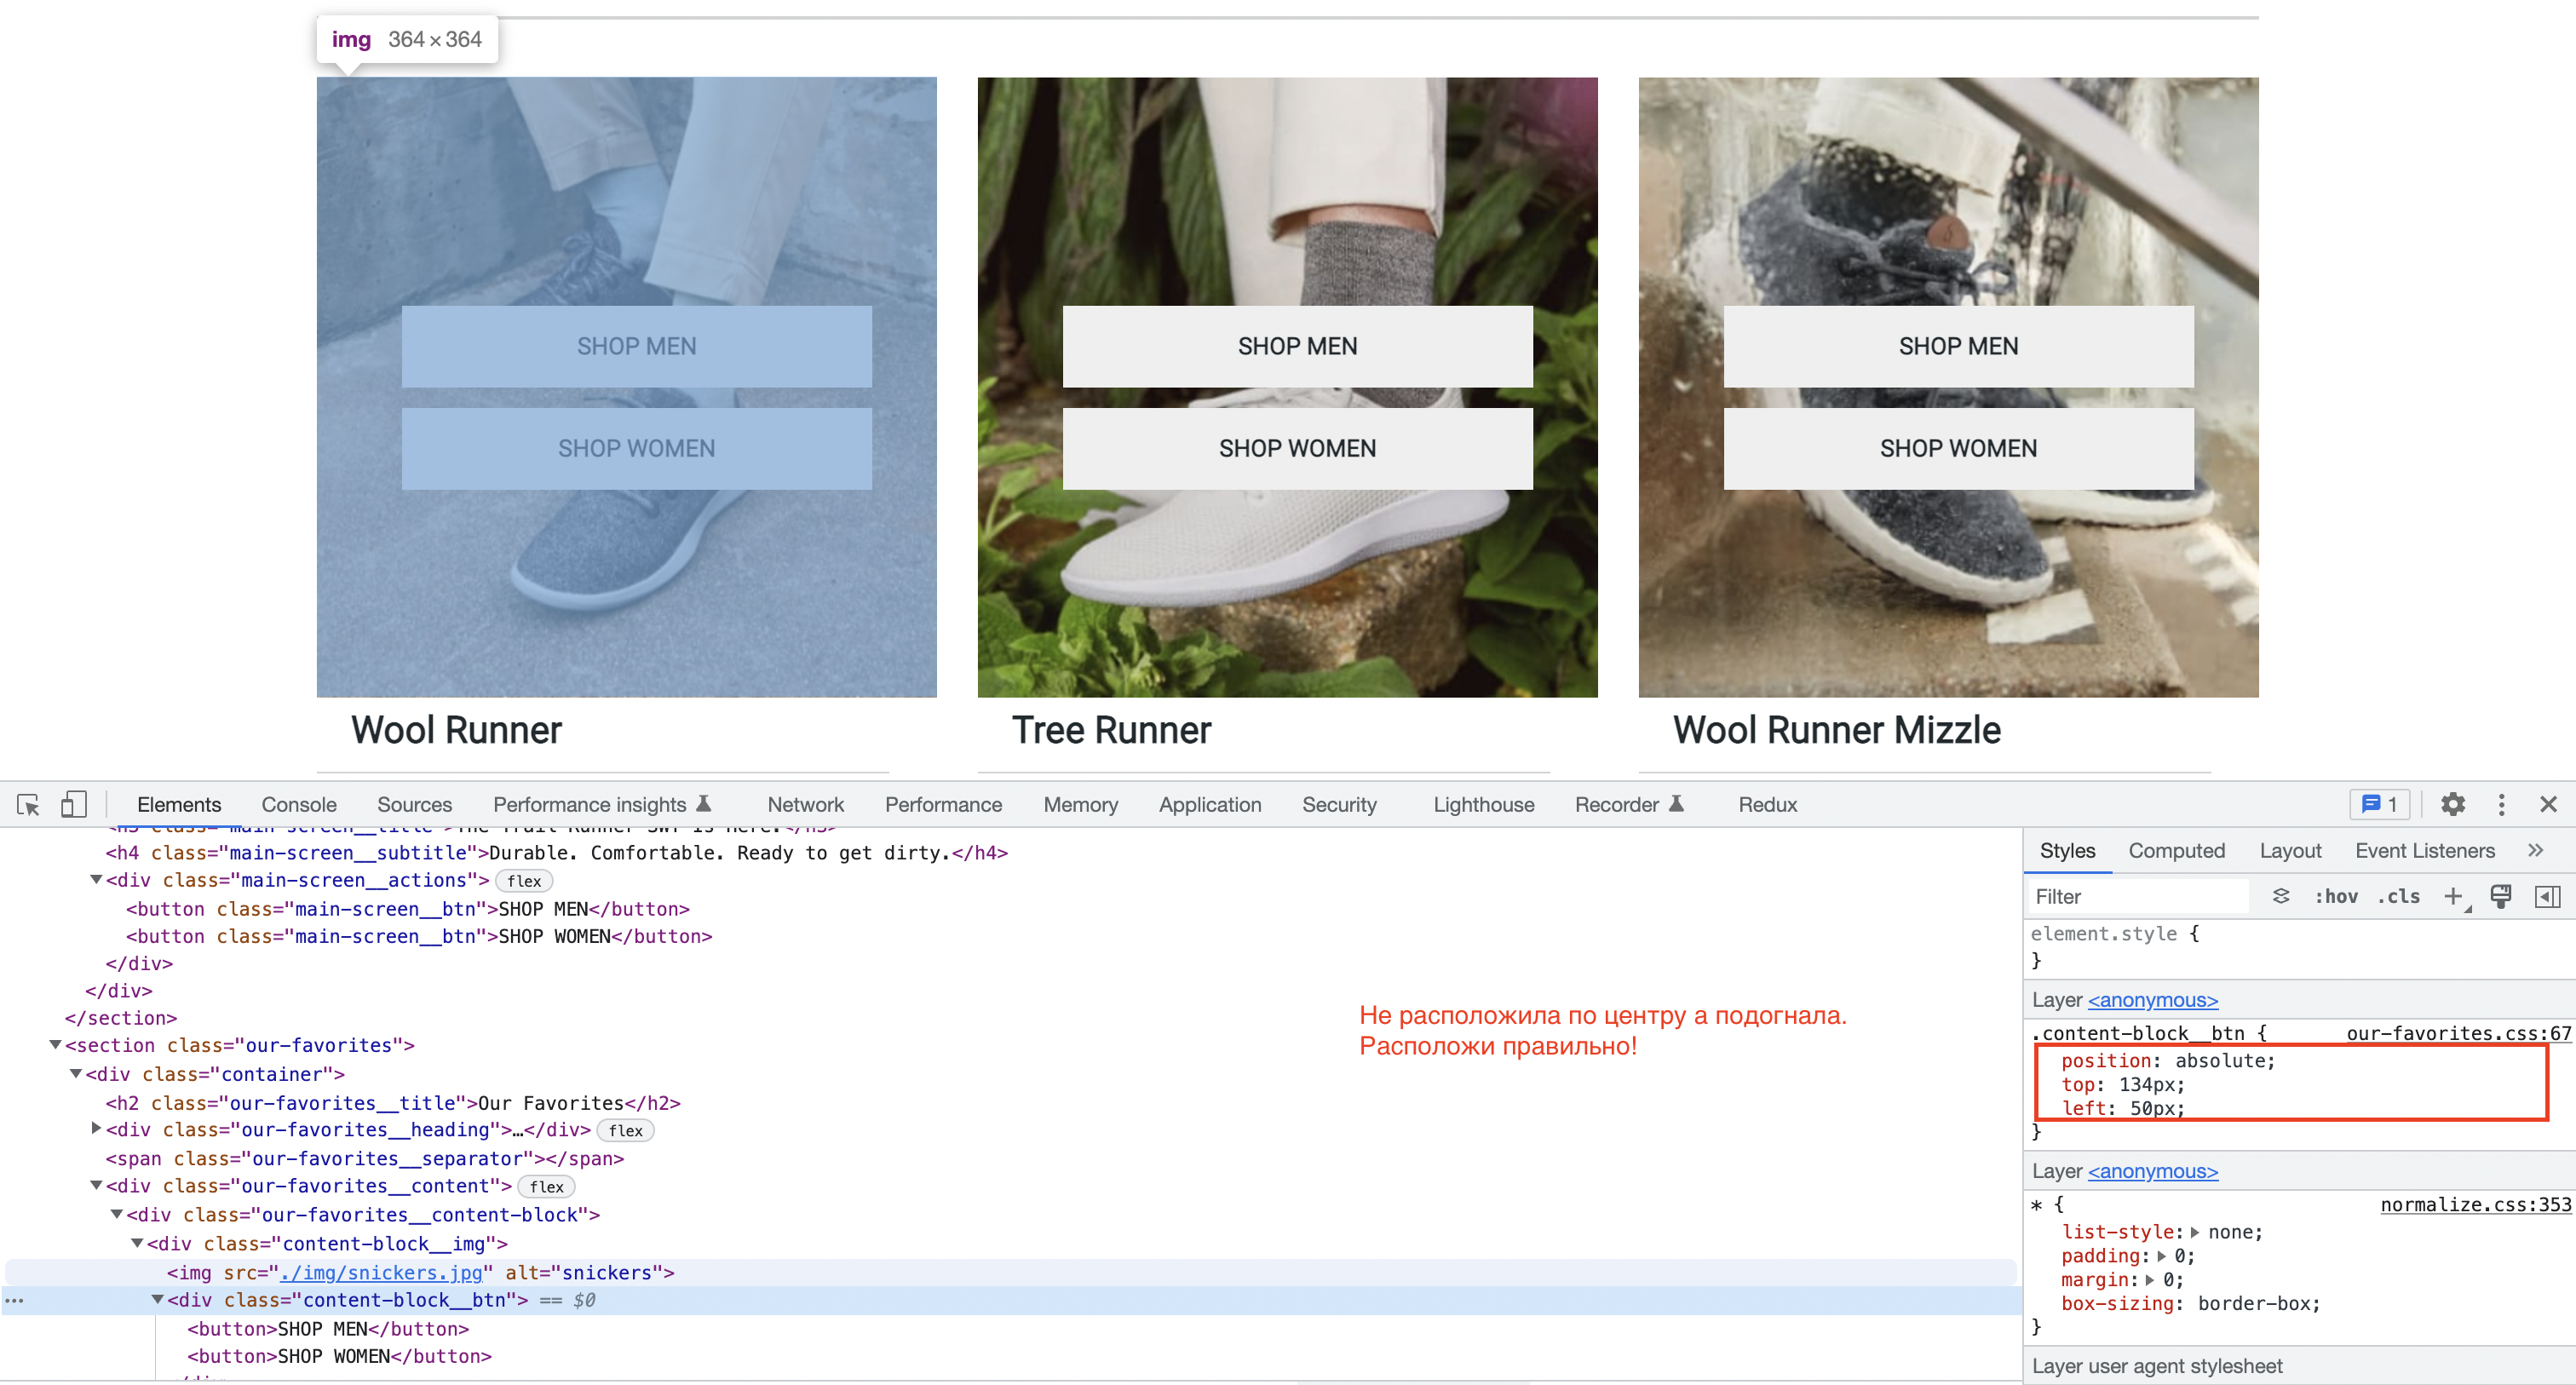 img 364 × 364
SHOP MEN
SHOP WOMEN
SHOP MEN
SHOP WOMEN
SHOP MEN
SHOP WOMEN
Wool Runner
Tree Runner
Wool Runner Mizzle
Elements Console Sources Performance insights Network Performance Memory Application Security Lighthouse Recorder Redux 1
<h4 class="main-screen__subtitle">Durable. Comfortable. Ready to get dirty.</h4>
<div class="main-screen__actions"> flex
<button class="main-screen__btn">SHOP MEN</button>
<button class="main-screen__btn">SHOP WOMEN</button>
</div>
</div>
</section>
<section class="our-favorites">
<div class="container">
<h2 class="our-favorites__title">Our Favorites</h2>
<div class="our-favorites__heading">…</div> flex
<span class="our-favorites__separator"></span>
<div class="our-favorites__content"> flex
<div class="our-favorites__content-block">
<div class="content-block__img">
<img src="./img/snickers.jpg" alt="snickers">
<div class="content-block__btn"> == $0
<button>SHOP MEN</button>
<button>SHOP WOMEN</button>
Не расположила по центру а подогнала.
Расположи правильно!
Styles Computed Layout Event Listeners
Filter :hov .cls
element.style {
}
Layer <anonymous>
.content-block__btn { our-favorites.css:67
position: absolute;
top: 134px;
left: 50px;
}
Layer <anonymous>
* { normalize.css:353
list-style: none;
padding: 0;
margin: 0;
box-sizing: border-box;
}
Layer user agent stylesheet